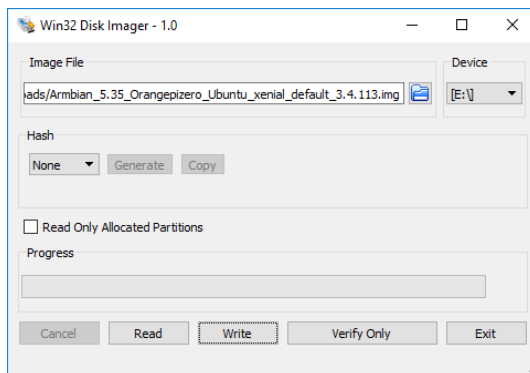 Win32 Disk Imager - 1.0
Image File
Device
ads/Armbian_5.35_Orangepizero_Ubuntu_xenial_default_3.4.113.img
[E:\]
Hash
None
Generate
Copy
Read Only Allocated Partitions
Progress
Cancel
Read
Write
Verify Only
Exit